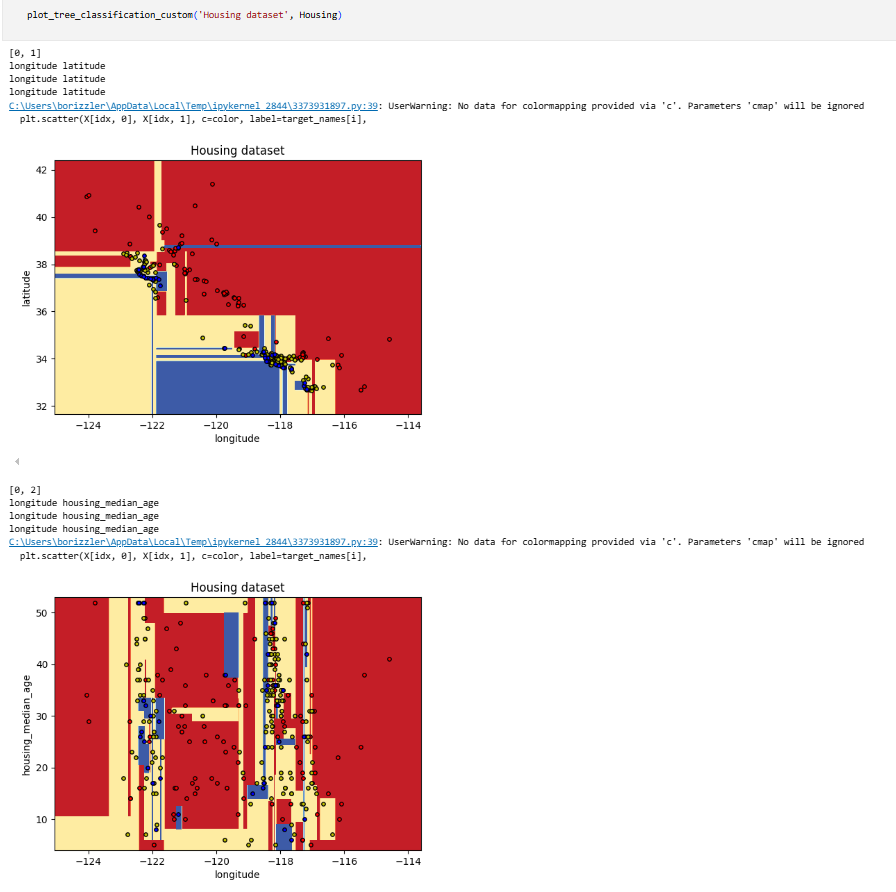 plot_tree_classification_custom('Housing dataset', Housing)
[0, 1]
longitude latitude
longitude latitude
longitude latitude
C:\Users\borizzler\AppData\Local\Temp\ipykernel_2844\3373931897.py:39: UserWarning: No data for colormapping provided via 'c'. Parameters 'cmap' will be ignored
plt.scatter(X[idx, 0], X[idx, 1], c=color, label=target_names[i],
Housing dataset
42
40
38
36
34
32
latitude
−124 −122 −120 −118 −116 −114
longitude
[0, 2]
longitude housing_median_age
longitude housing_median_age
longitude housing_median_age
C:\Users\borizzler\AppData\Local\Temp\ipykernel_2844\3373931897.py:39: UserWarning: No data for colormapping provided via 'c'. Parameters 'cmap' will be ignored
plt.scatter(X[idx, 0], X[idx, 1], c=color, label=target_names[i],
Housing dataset
50
40
30
20
10
housing_median_age
−124 −122 −120 −118 −116 −114
longitude